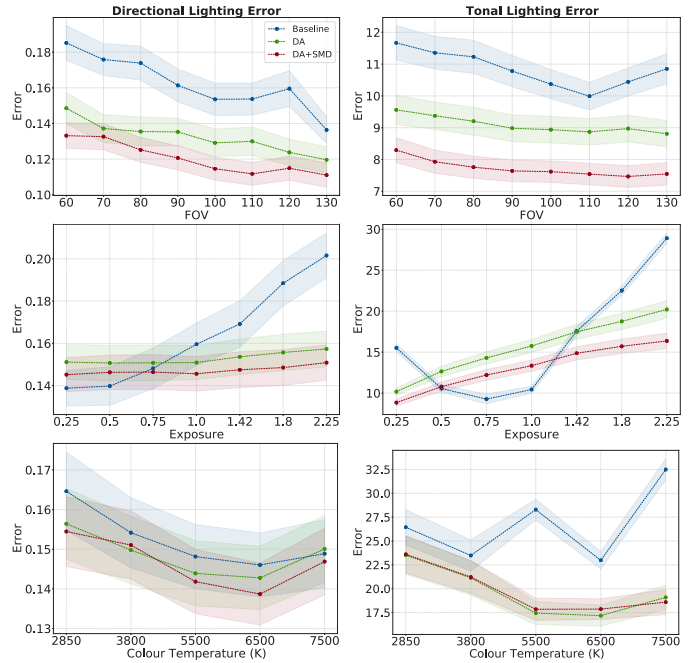 Directional Lighting Error
Tonal Lighting Error
Baseline
DA
DA+SMD
Error
0.18
0.16
0.14
0.12
0.10
60 70 80 90 100 110 120 130
FOV
Error
12
11
10
9
8
7
60 70 80 90 100 110 120 130
FOV
Error
0.20
0.18
0.16
0.14
0.25 0.5 0.75 1.0 1.42 1.8 2.25
Exposure
Error
30
25
20
15
10
0.25 0.5 0.75 1.0 1.42 1.8 2.25
Exposure
Error
0.17
0.16
0.15
0.14
0.13
2850 3800 5500 6500 7500
Colour Temperature (K)
Error
32.5
30.0
27.5
25.0
22.5
20.0
17.5
2850 3800 5500 6500 7500
Colour Temperature (K)